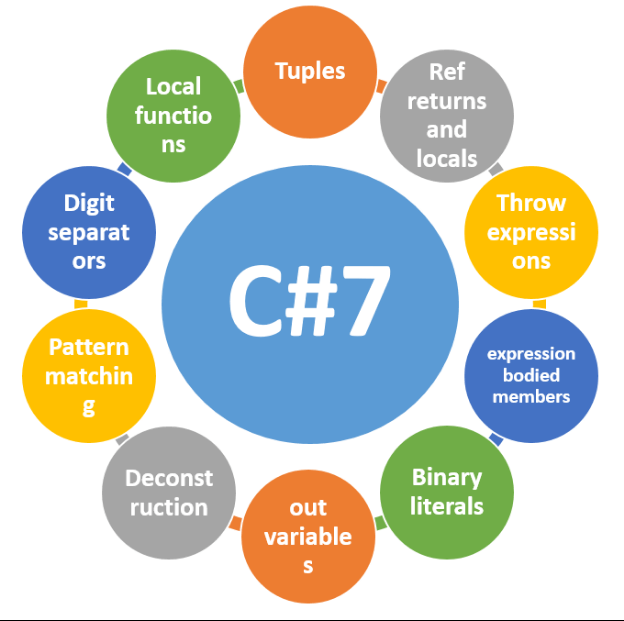 Tuples
Ref
returns
and
locals
Throw
expressi
ons
expression
bodied
members
Binary
literals
out
variable
s
Deconst
ruction
Pattern
matchin
g
Digit
separat
ors
Local
functio
ns
C#7